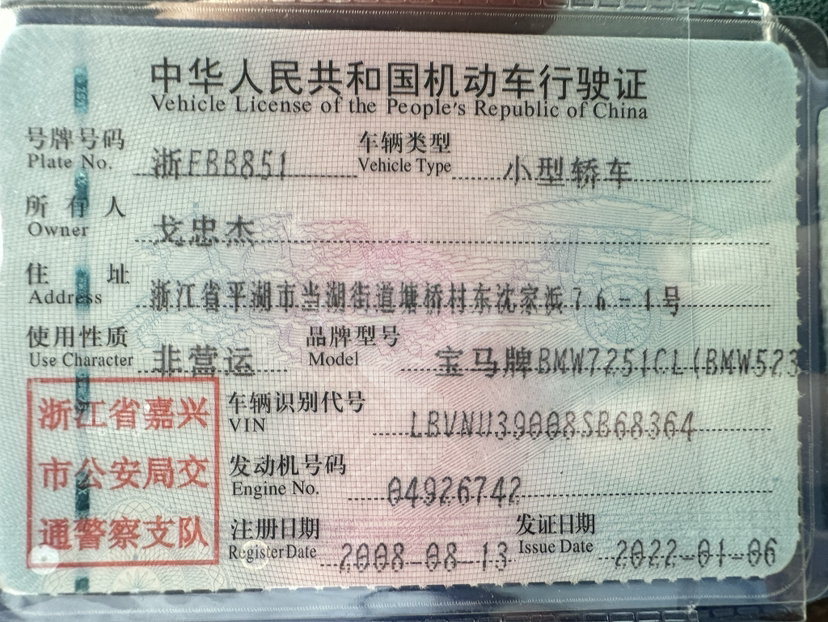 中华人民共和国机动车行驶证
Vehicle License of the People's Republic of China
号牌号码 Plate No. 浙FBB851 车辆类型 Vehicle Type 小型轿车
所有人 Owner 戈忠杰
住址 Address 浙江省平湖市当湖街道塘桥村东沈家浜76-1号
使用性质 Use Character 非营运 品牌型号 Model 宝马牌BMW7251CL(BMW523
浙江省嘉兴
市公安局交
通警察支队
车辆识别代号 VIN LBVNU39008SB68364
发动机号码 Engine No. 04926742
注册日期 Register Date 2008-08-13 发证日期 Issue Date 2022-01-06